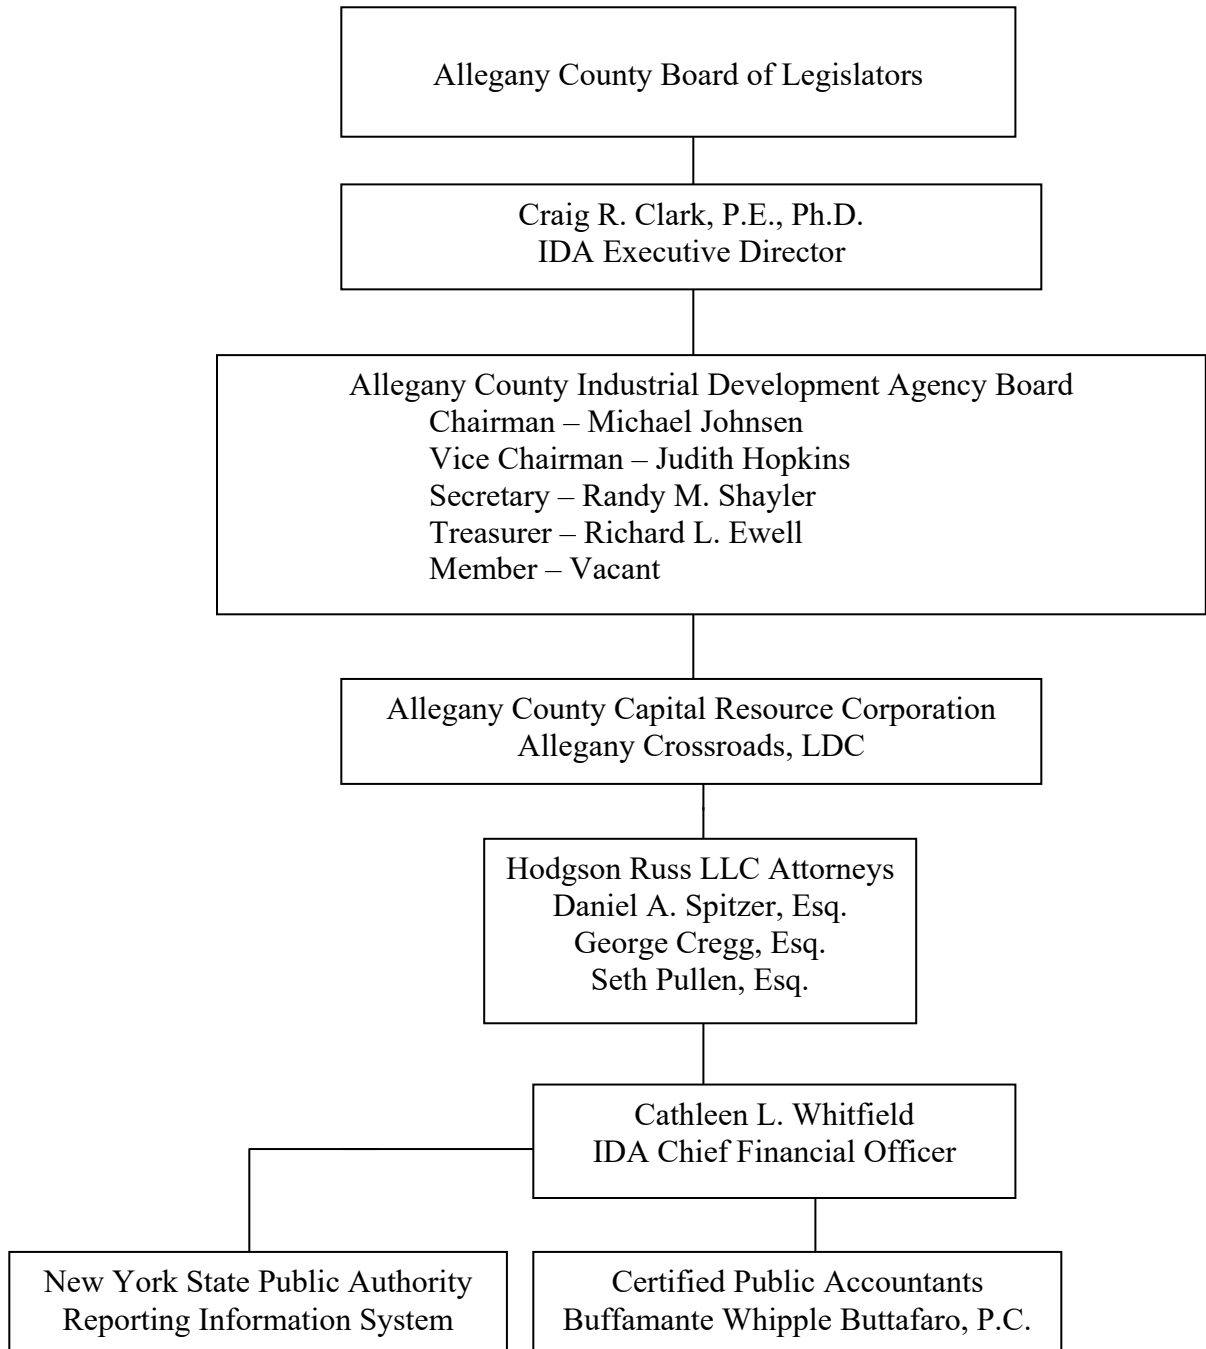 Allegany County Board of Legislators
Craig R. Clark, P.E., Ph.D.
IDA Executive Director
Allegany County Industrial Development Agency Board
Chairman – Michael Johnsen
Vice Chairman – Judith Hopkins
Secretary – Randy M. Shayler
Treasurer – Richard L. Ewell
Member – Vacant
Allegany County Capital Resource Corporation
Allegany Crossroads, LDC
Hodgson Russ LLC Attorneys
Daniel A. Spitzer, Esq.
George Cregg, Esq.
Seth Pullen, Esq.
Cathleen L. Whitfield
IDA Chief Financial Officer
New York State Public Authority
Reporting Information System
Certified Public Accountants
Buffamante Whipple Buttafaro, P.C.